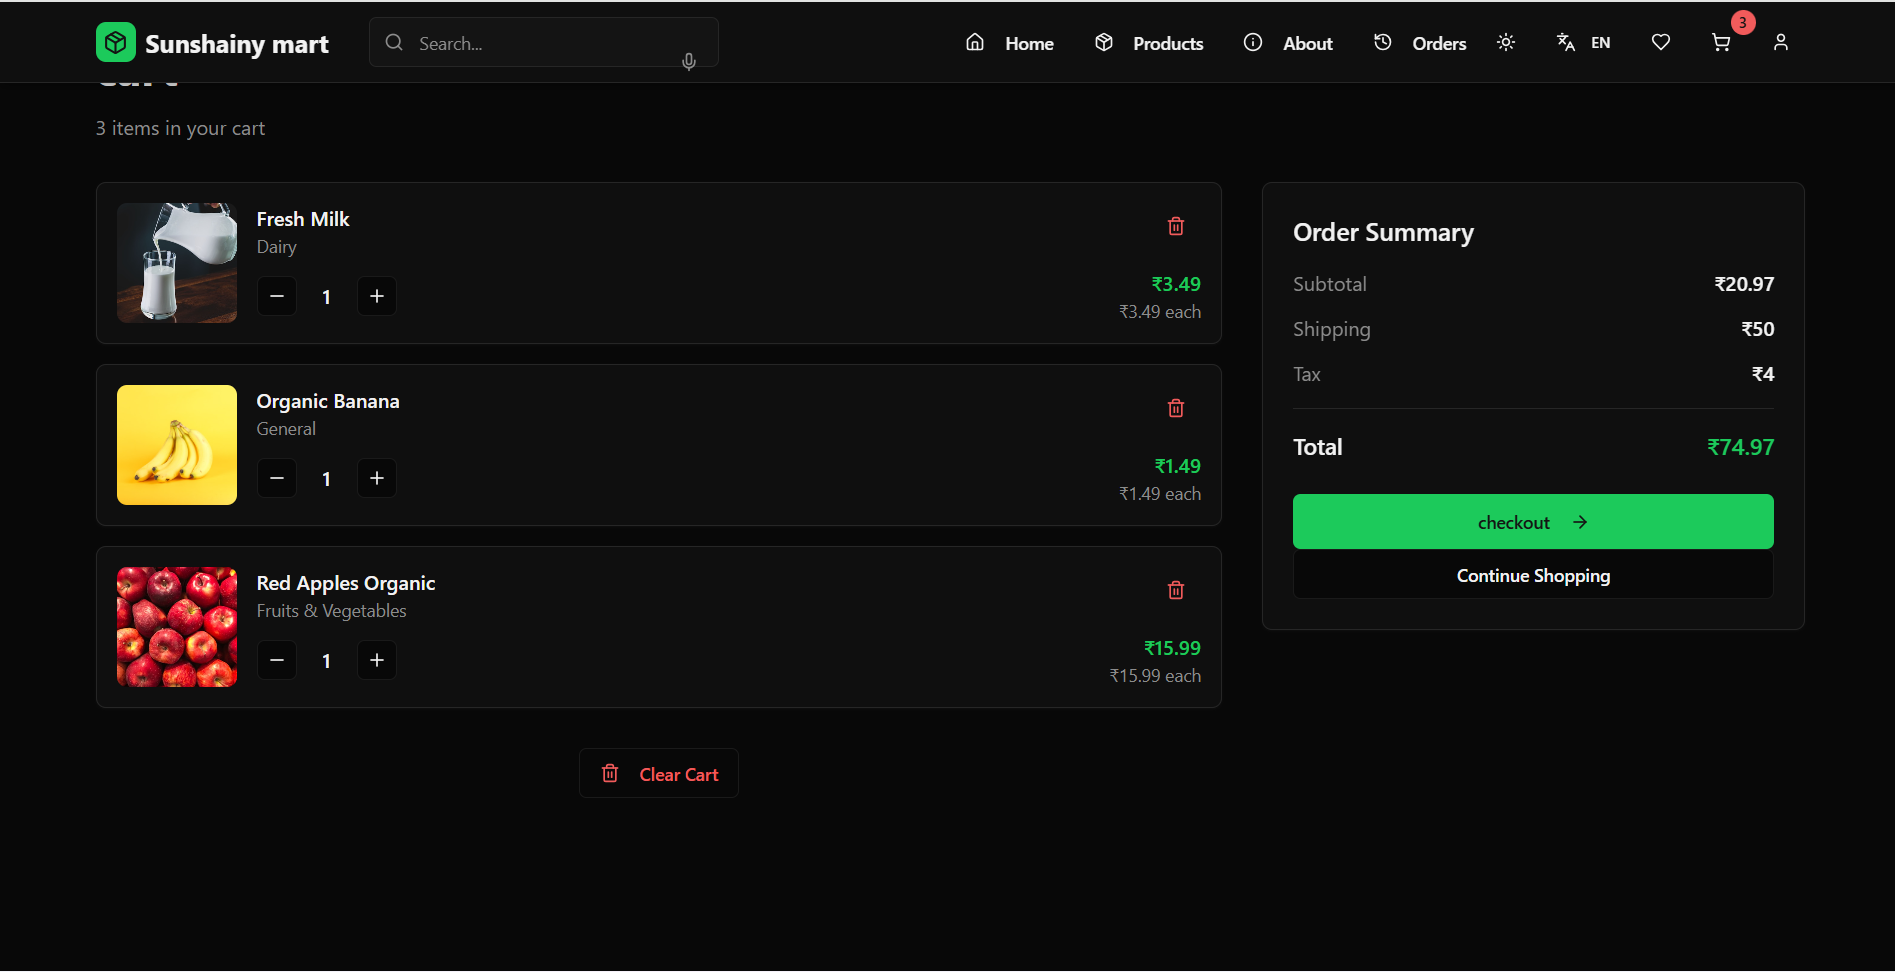 Sunshainy mart
Search...
Home
Products
About
Orders
EN
3
3 items in your cart
Fresh Milk
Dairy
1
₹3.49
₹3.49 each
Organic Banana
General
1
₹1.49
₹1.49 each
Red Apples Organic
Fruits & Vegetables
1
₹15.99
₹15.99 each
Clear Cart
Order Summary
Subtotal ₹20.97
Shipping ₹50
Tax ₹4
Total ₹74.97
checkout
Continue Shopping